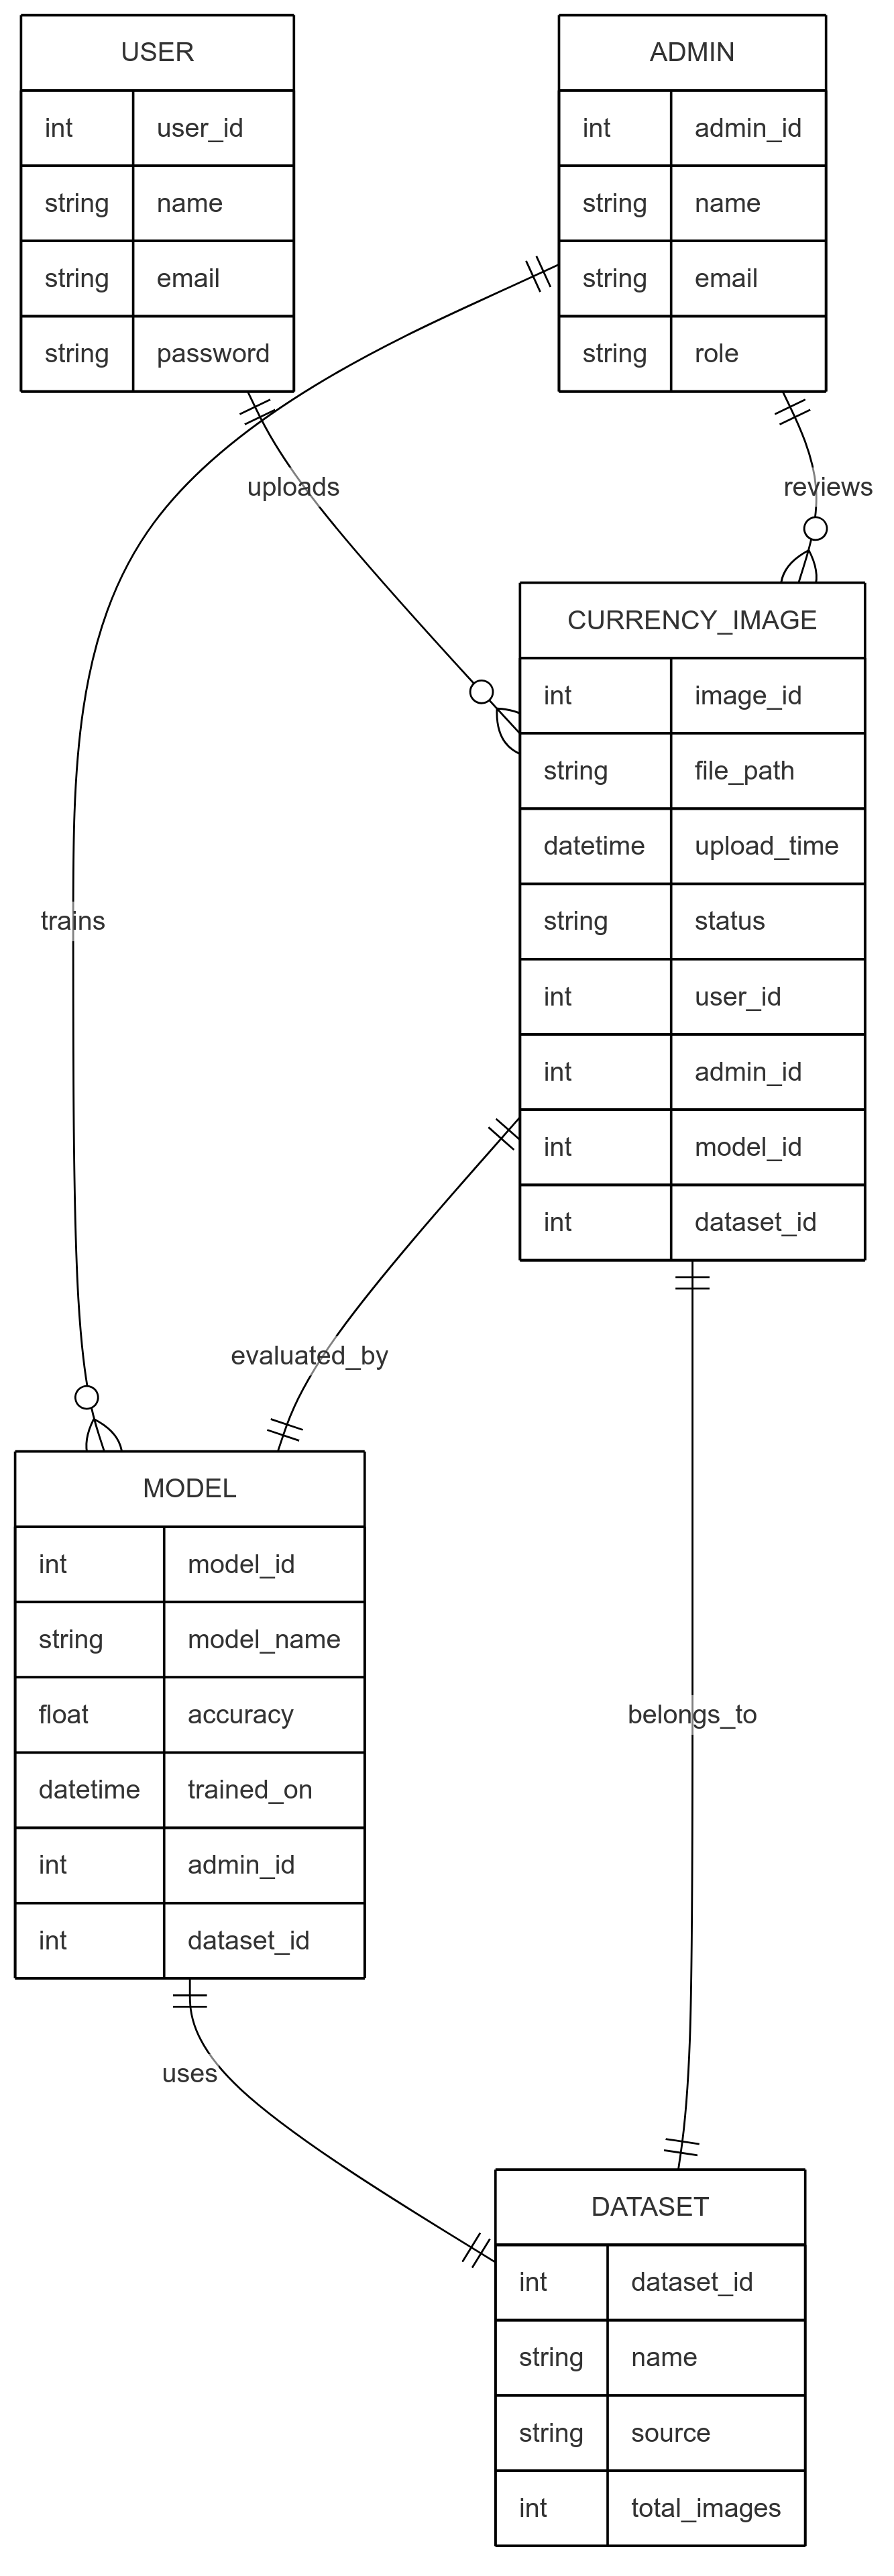 USER
int user_id
string name
string email
string password
ADMIN
int admin_id
string name
string email
string role
uploads
reviews
CURRENCY_IMAGE
int image_id
string file_path
datetime upload_time
string status
int user_id
int admin_id
int model_id
int dataset_id
trains
evaluated_by
MODEL
int model_id
string model_name
float accuracy
datetime trained_on
int admin_id
int dataset_id
belongs_to
uses
DATASET
int dataset_id
string name
string source
int total_images